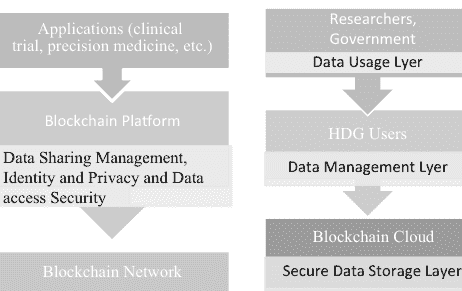 Applications (clinical
trial, precision medicine, etc.)
Blockchain Platform
Data Sharing Management,
Identity and Privacy and Data
access Security
Blockchain Network
Researchers,
Government
Data Usage Lyer
HDG Users
Data Management Lyer
Blockchain Cloud
Secure Data Storage Layer